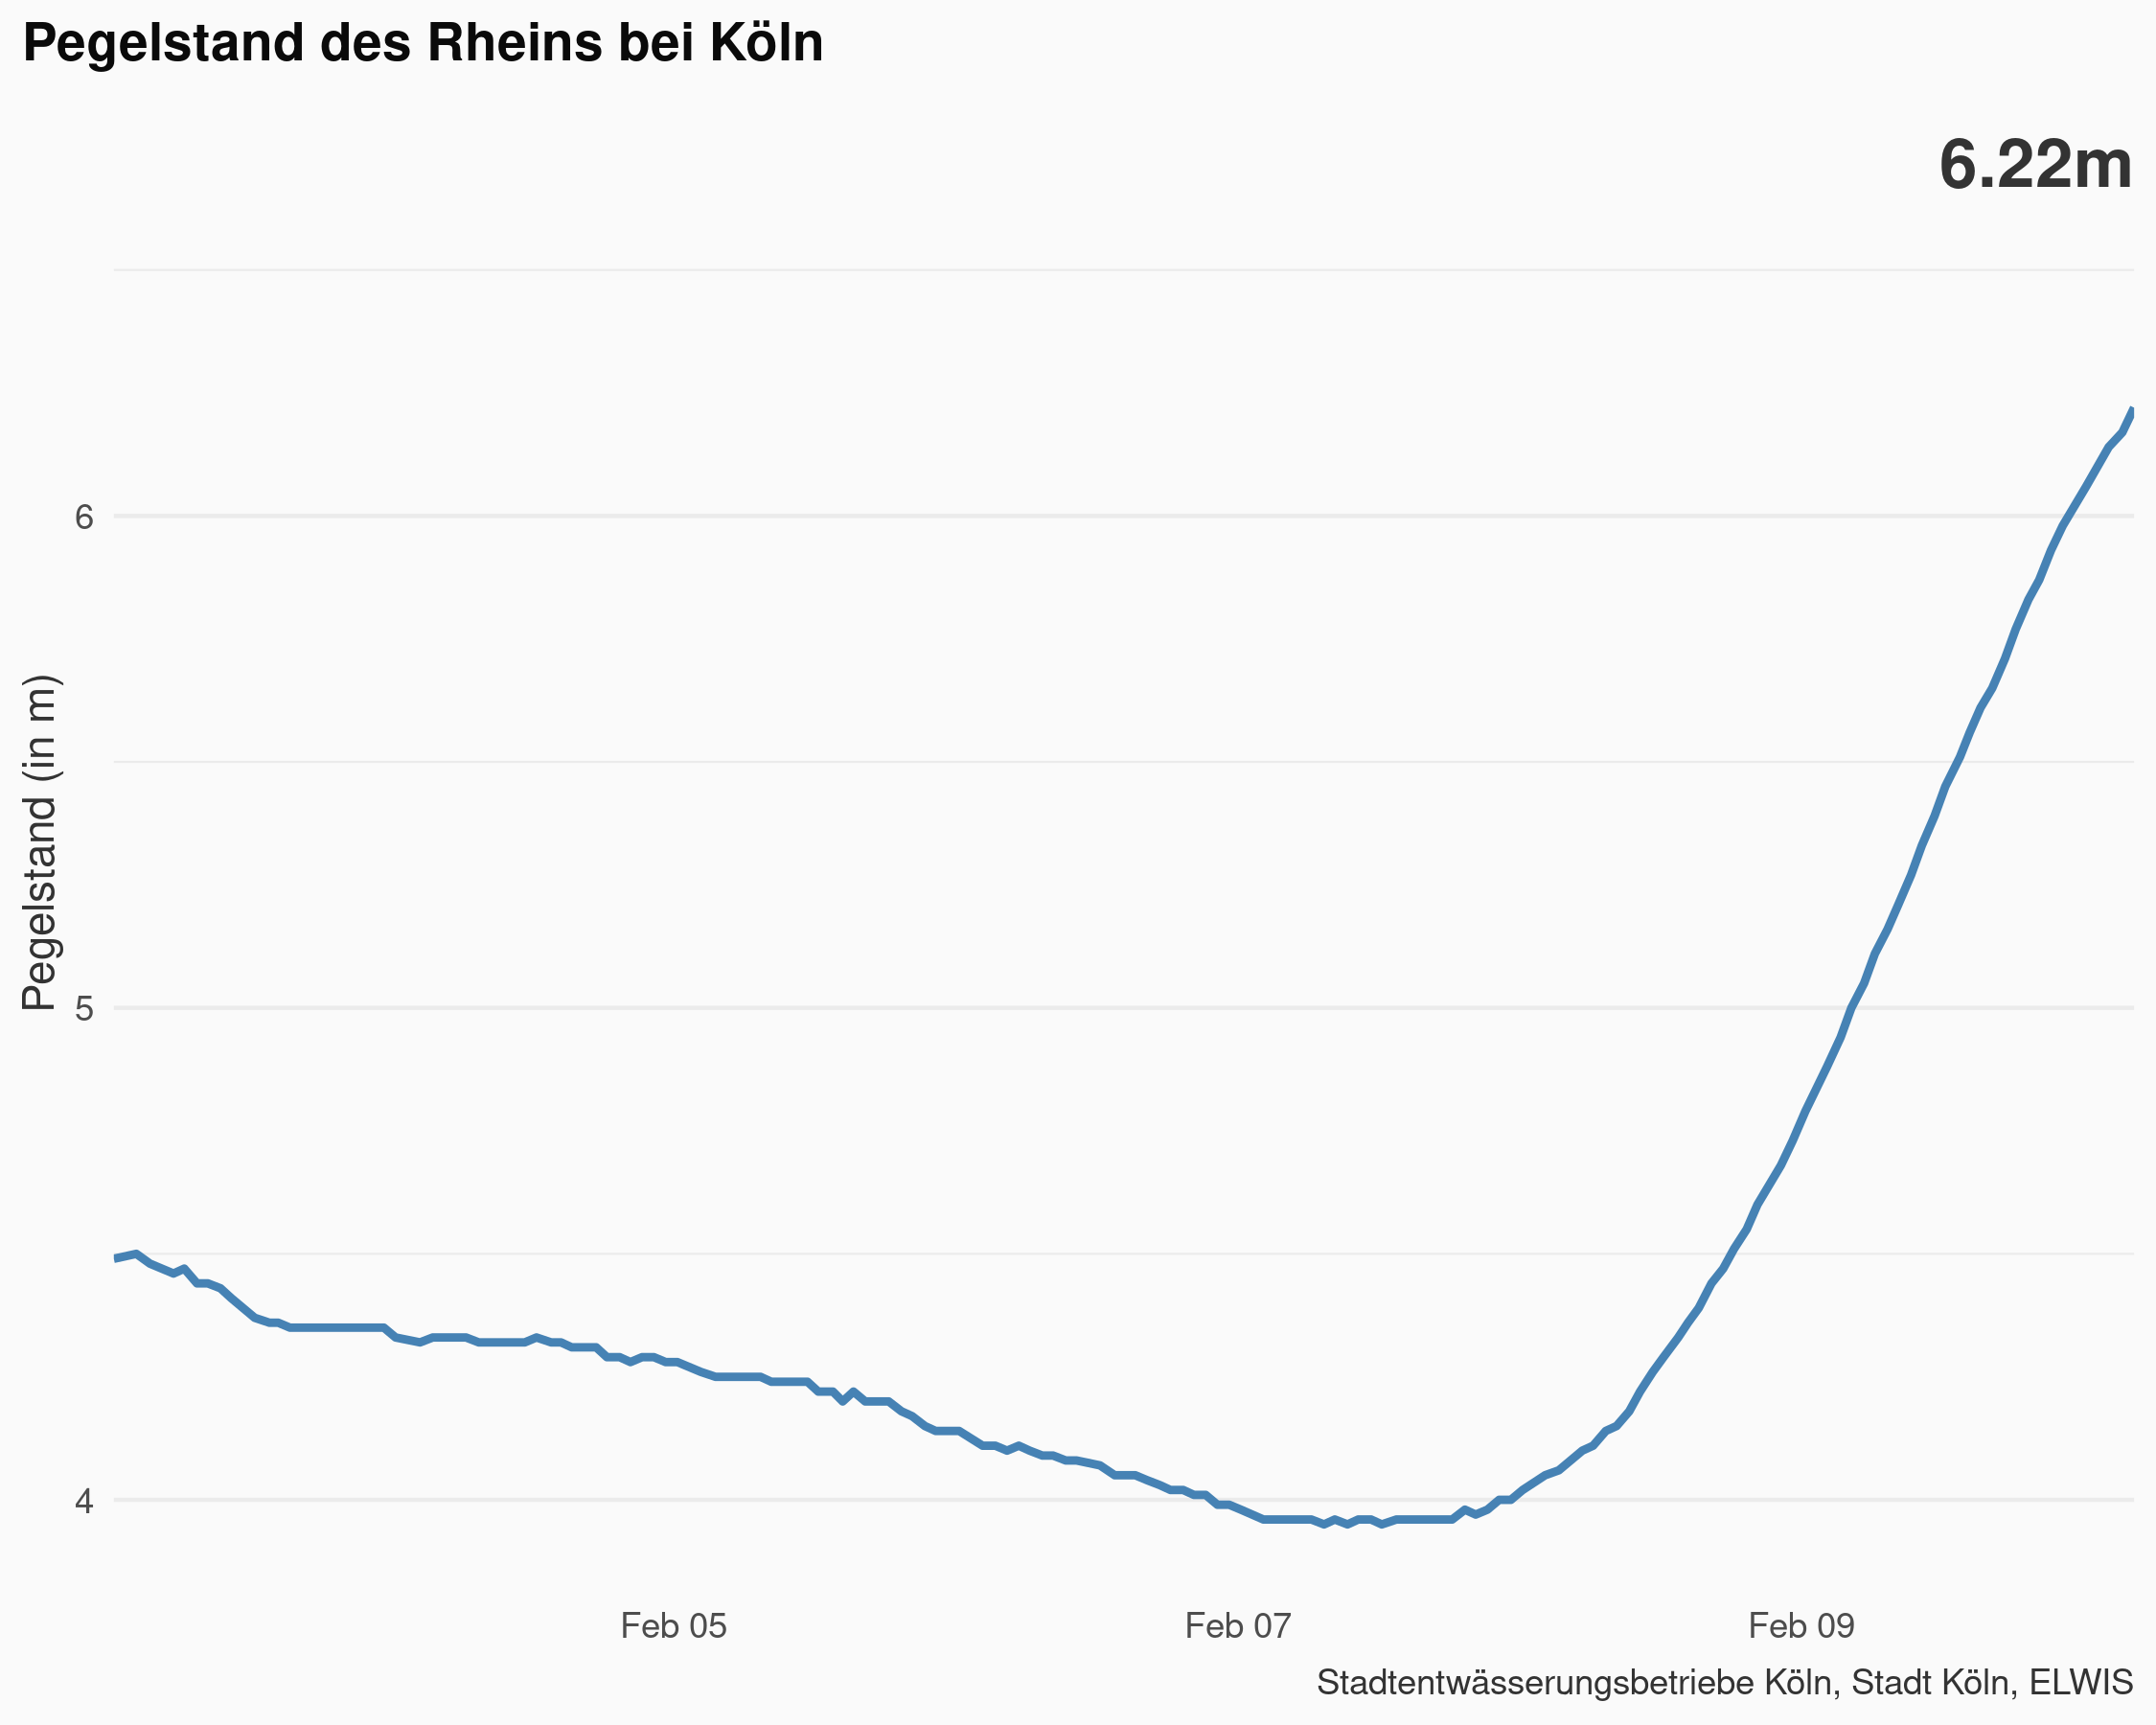 Pegelstand des Rheins bei Köln
6.22m
Pegelstand (in m)
6
5
4
Feb 05
Feb 07
Feb 09
Stadtentwässerungsbetriebe Köln, Stadt Köln, ELWIS